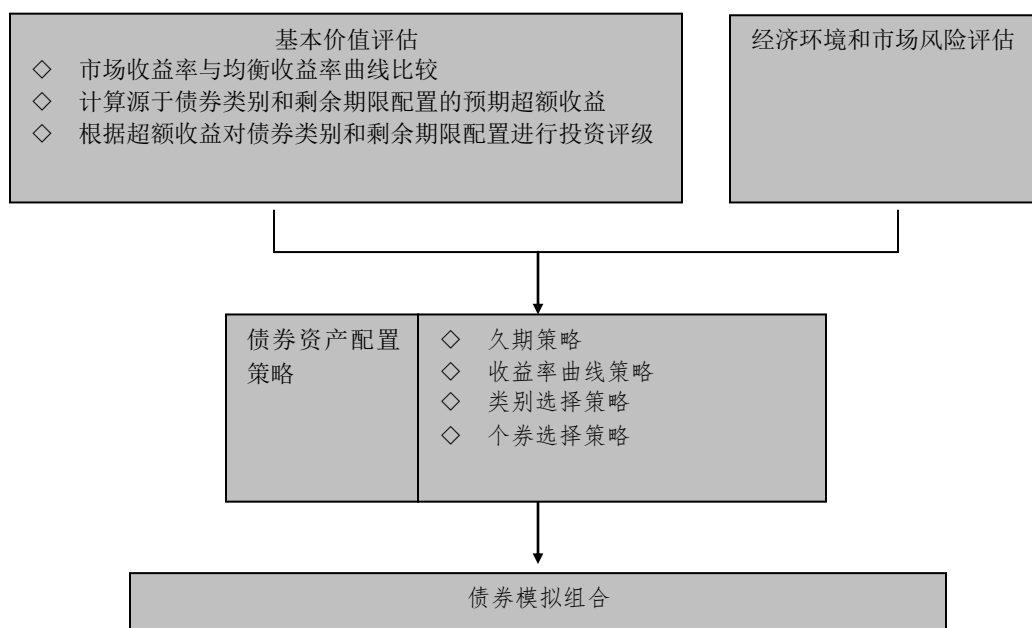 基本价值评估
◇ 市场收益率与均衡收益率曲线比较
◇ 计算源于债券类别和剩余期限配置的预期超额收益
◇ 根据超额收益对债券类别和剩余期限配置进行投资评级
经济环境和市场风险评估
债券资产配置
策略
◇ 久期策略
◇ 收益率曲线策略
◇ 类别选择策略
◇ 个券选择策略
债券模拟组合